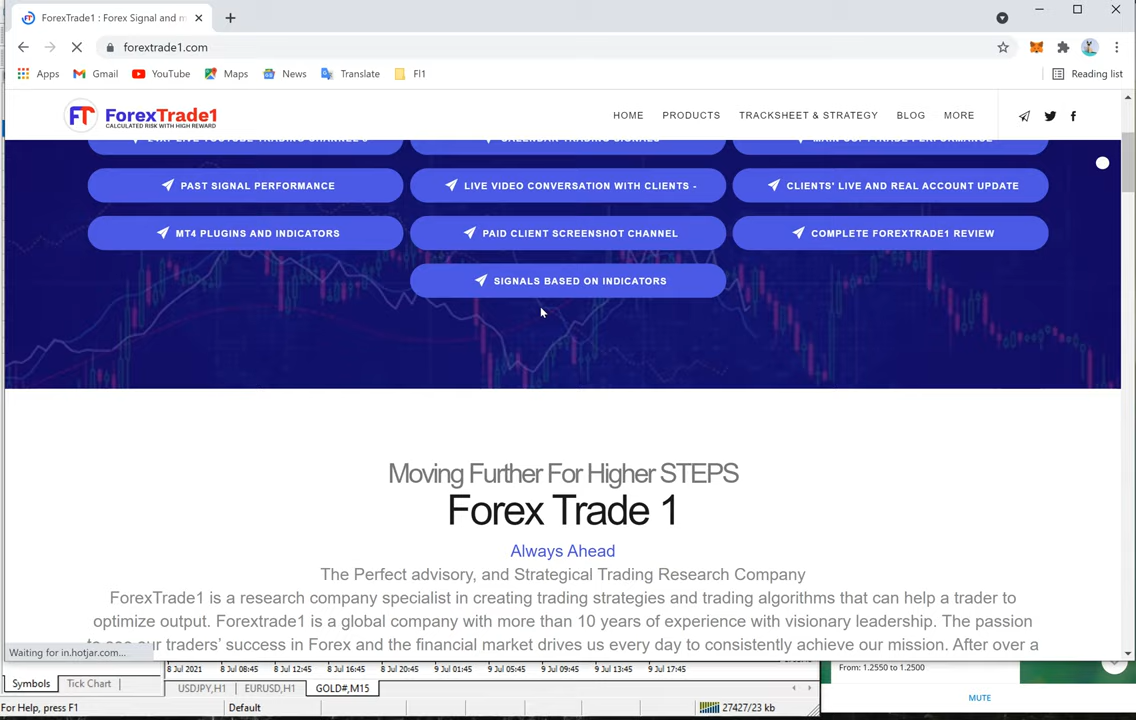 ForexTrade1 : Forex Signal and m
forextrade1.com
Apps
Gmail
YouTube
Maps
News
Translate
Fl1
Reading list
FT
ForexTrade1
CALCULATED RISK WITH HIGH REWARD
HOME
PRODUCTS
TRACKSHEET & STRATEGY
BLOG
MORE
PAST SIGNAL PERFORMANCE
LIVE VIDEO CONVERSATION WITH CLIENTS -
CLIENTS' LIVE AND REAL ACCOUNT UPDATE
MT4 PLUGINS AND INDICATORS
PAID CLIENT SCREENSHOT CHANNEL
COMPLETE FOREXTRADE1 REVIEW
SIGNALS BASED ON INDICATORS
Moving Further For Higher STEPS
Forex Trade 1
Always Ahead
The Perfect advisory, and Strategical Trading Research Company
ForexTrade1 is a research company specialist in creating trading strategies and trading algorithms that can help a trader to
optimize output. Forextrade1 is a global company with more than 10 years of experience with visionary leadership. The passion
to see our traders' success in Forex and the financial market drives us every day to consistently achieve our mission. After over a
Waiting for in.hotjar.com...
8 Jul 2021
8 Jul 08:45
8 Jul 12:45
8 Jul 16:45
8 Jul 20:45
9 Jul 01:45
9 Jul 05:45
9 Jul 09:45
9 Jul 13:45
9 Jul 17:45
From: 1.2550 to 1.2500
Symbols
Tick Chart
USDJPY,H1
EURUSD,H1
GOLD#,M15
MUTE
For Help, press F1
Default
27427/23 kb